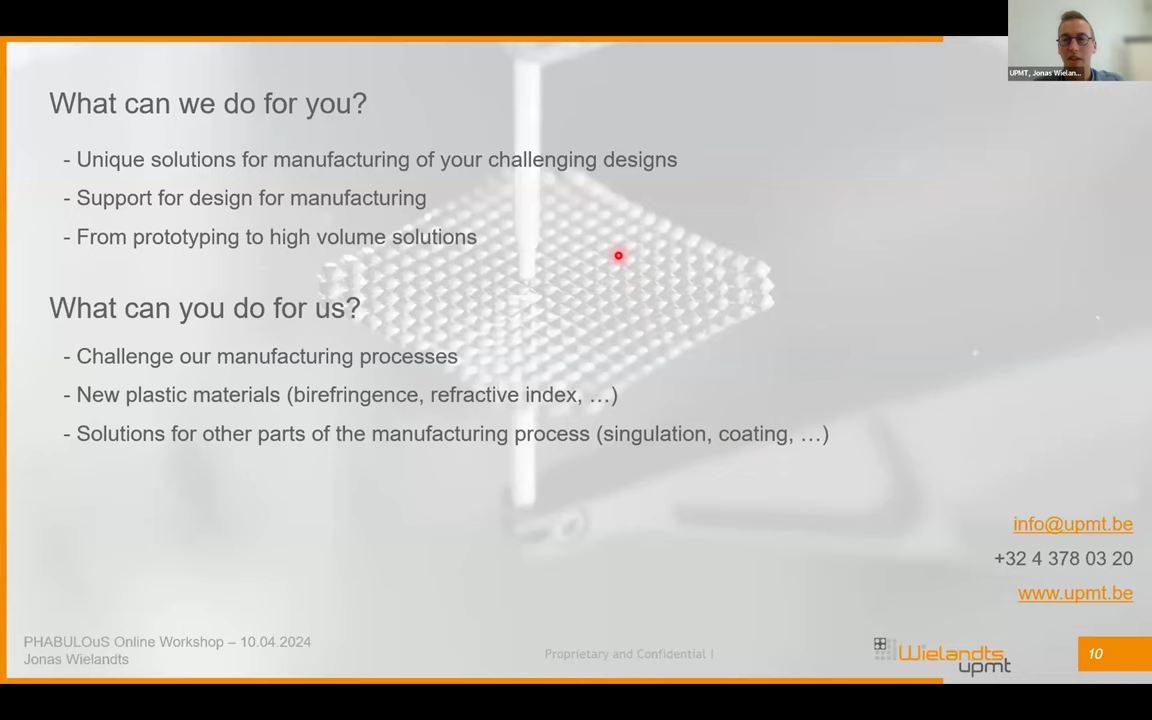 UPMT, Jonas Wielan...
What can we do for you?
- Unique solutions for manufacturing of your challenging designs
- Support for design for manufacturing
- From prototyping to high volume solutions
What can you do for us?
- Challenge our manufacturing processes
- New plastic materials (birefringence, refractive index, …)
- Solutions for other parts of the manufacturing process (singulation, coating, …)
info@upmt.be
+32 4 378 03 20
www.upmt.be
PHABULOuS Online Workshop – 10.04.2024
Jonas Wielandts
Proprietary and Confidential |
Wielandts
upmt
10